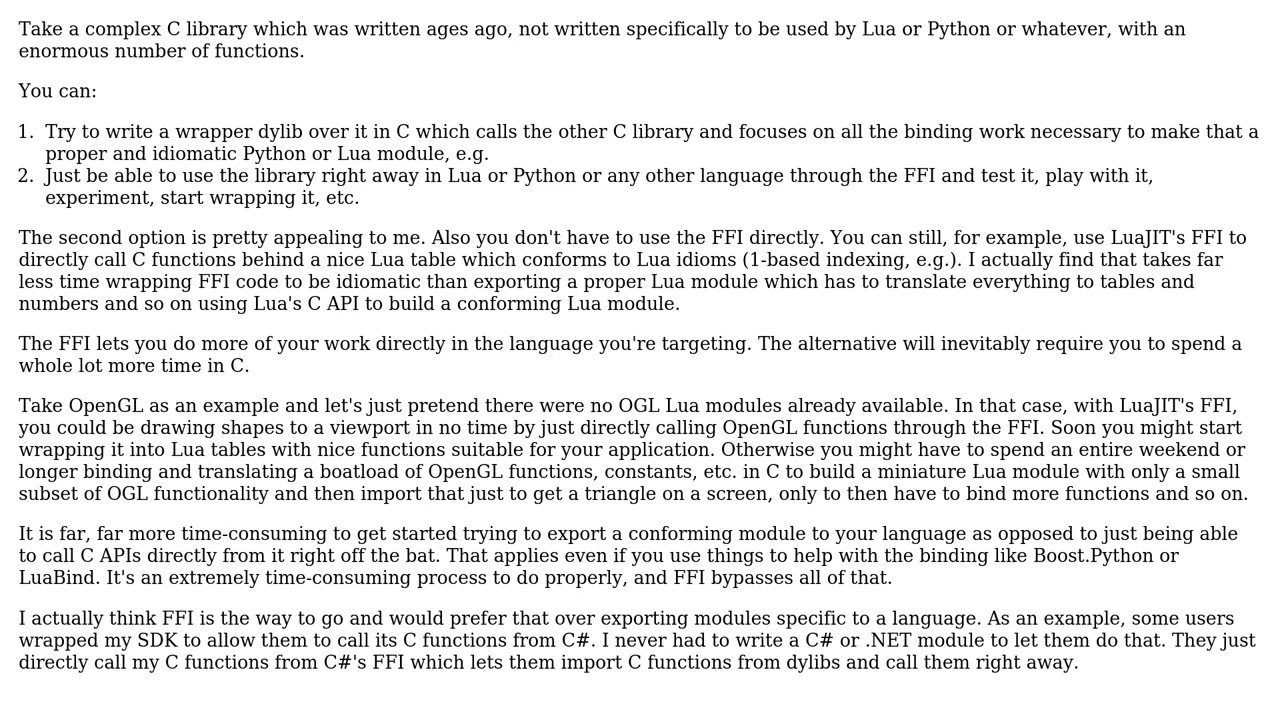 Take a complex C library which was written ages ago, not written specifically to be used by Lua or Python or whatever, with an
enormous number of functions.
You can:
1. Try to write a wrapper dylib over it in C which calls the other C library and focuses on all the binding work necessary to make that a
proper and idiomatic Python or Lua module, e.g.
2. Just be able to use the library right away in Lua or Python or any other language through the FFI and test it, play with it,
experiment, start wrapping it, etc.
The second option is pretty appealing to me. Also you don't have to use the FFI directly. You can still, for example, use LuaJIT's FFI to
directly call C functions behind a nice Lua table which conforms to Lua idioms (1-based indexing, e.g.). I actually find that takes far
less time wrapping FFI code to be idiomatic than exporting a proper Lua module which has to translate everything to tables and
numbers and so on using Lua's C API to build a conforming Lua module.
The FFI lets you do more of your work directly in the language you're targeting. The alternative will inevitably require you to spend a
whole lot more time in C.
Take OpenGL as an example and let's just pretend there were no OGL Lua modules already available. In that case, with LuaJIT's FFI,
you could be drawing shapes to a viewport in no time by just directly calling OpenGL functions through the FFI. Soon you might start
wrapping it into Lua tables with nice functions suitable for your application. Otherwise you might have to spend an entire weekend or
longer binding and translating a boatload of OpenGL functions, constants, etc. in C to build a miniature Lua module with only a small
subset of OGL functionality and then import that just to get a triangle on a screen, only to then have to bind more functions and so on.
It is far, far more time-consuming to get started trying to export a conforming module to your language as opposed to just being able
to call C APIs directly from it right off the bat. That applies even if you use things to help with the binding like Boost.Python or
LuaBind. It's an extremely time-consuming process to do properly, and FFI bypasses all of that.
I actually think FFI is the way to go and would prefer that over exporting modules specific to a language. As an example, some users
wrapped my SDK to allow them to call its C functions from C#. I never had to write a C# or .NET module to let them do that. They just
directly call my C functions from C#'s FFI which lets them import C functions from dylibs and call them right away.